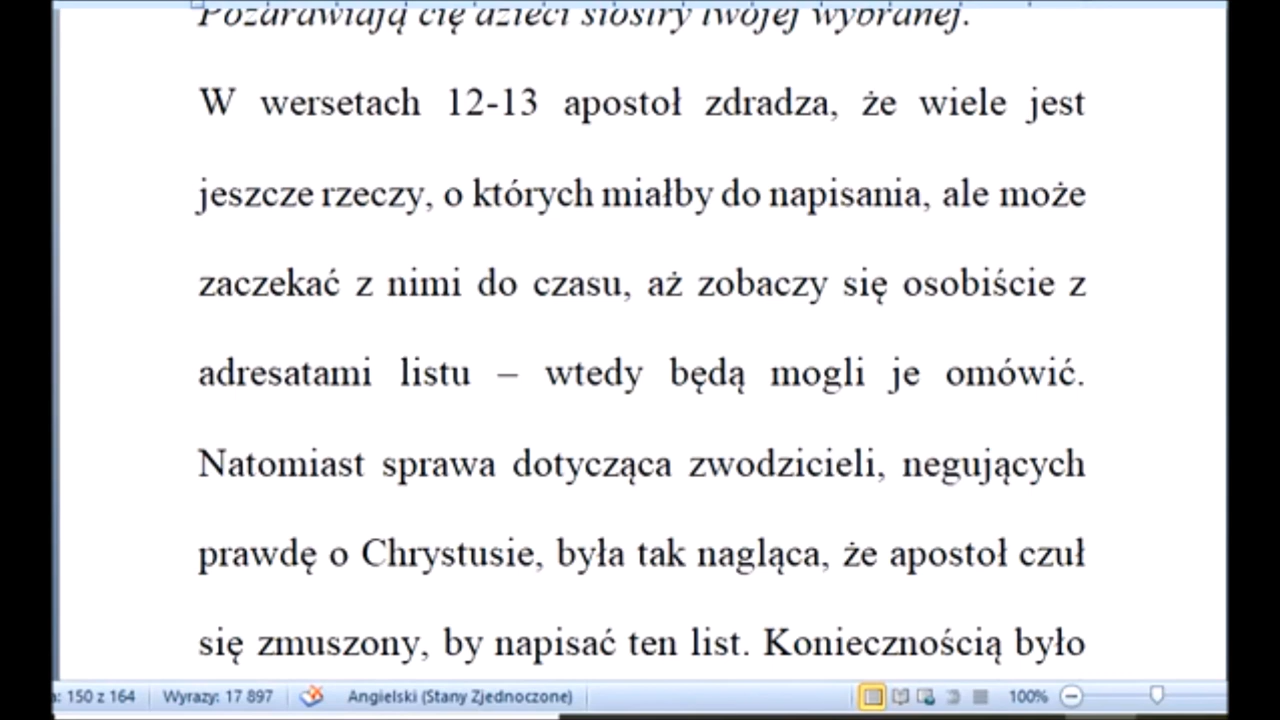 Pozdrawiają cię dzieci siostry twojej wybranej.
W wersetach 12-13 apostoł zdradza, że wiele jest
jeszcze rzeczy, o których miałby do napisania, ale może
zaczekać z nimi do czasu, aż zobaczy się osobiście z
adresatami listu – wtedy będą mogli je omówić.
Natomiast sprawa dotycząca zwodzicieli, negujących
prawdę o Chrystusie, była tak nagląca, że apostoł czuł
się zmuszony, by napisać ten list. Koniecznością było
: 150 z 164 Wyrazy: 17 897 Angielski (Stany Zjednoczone) 100%